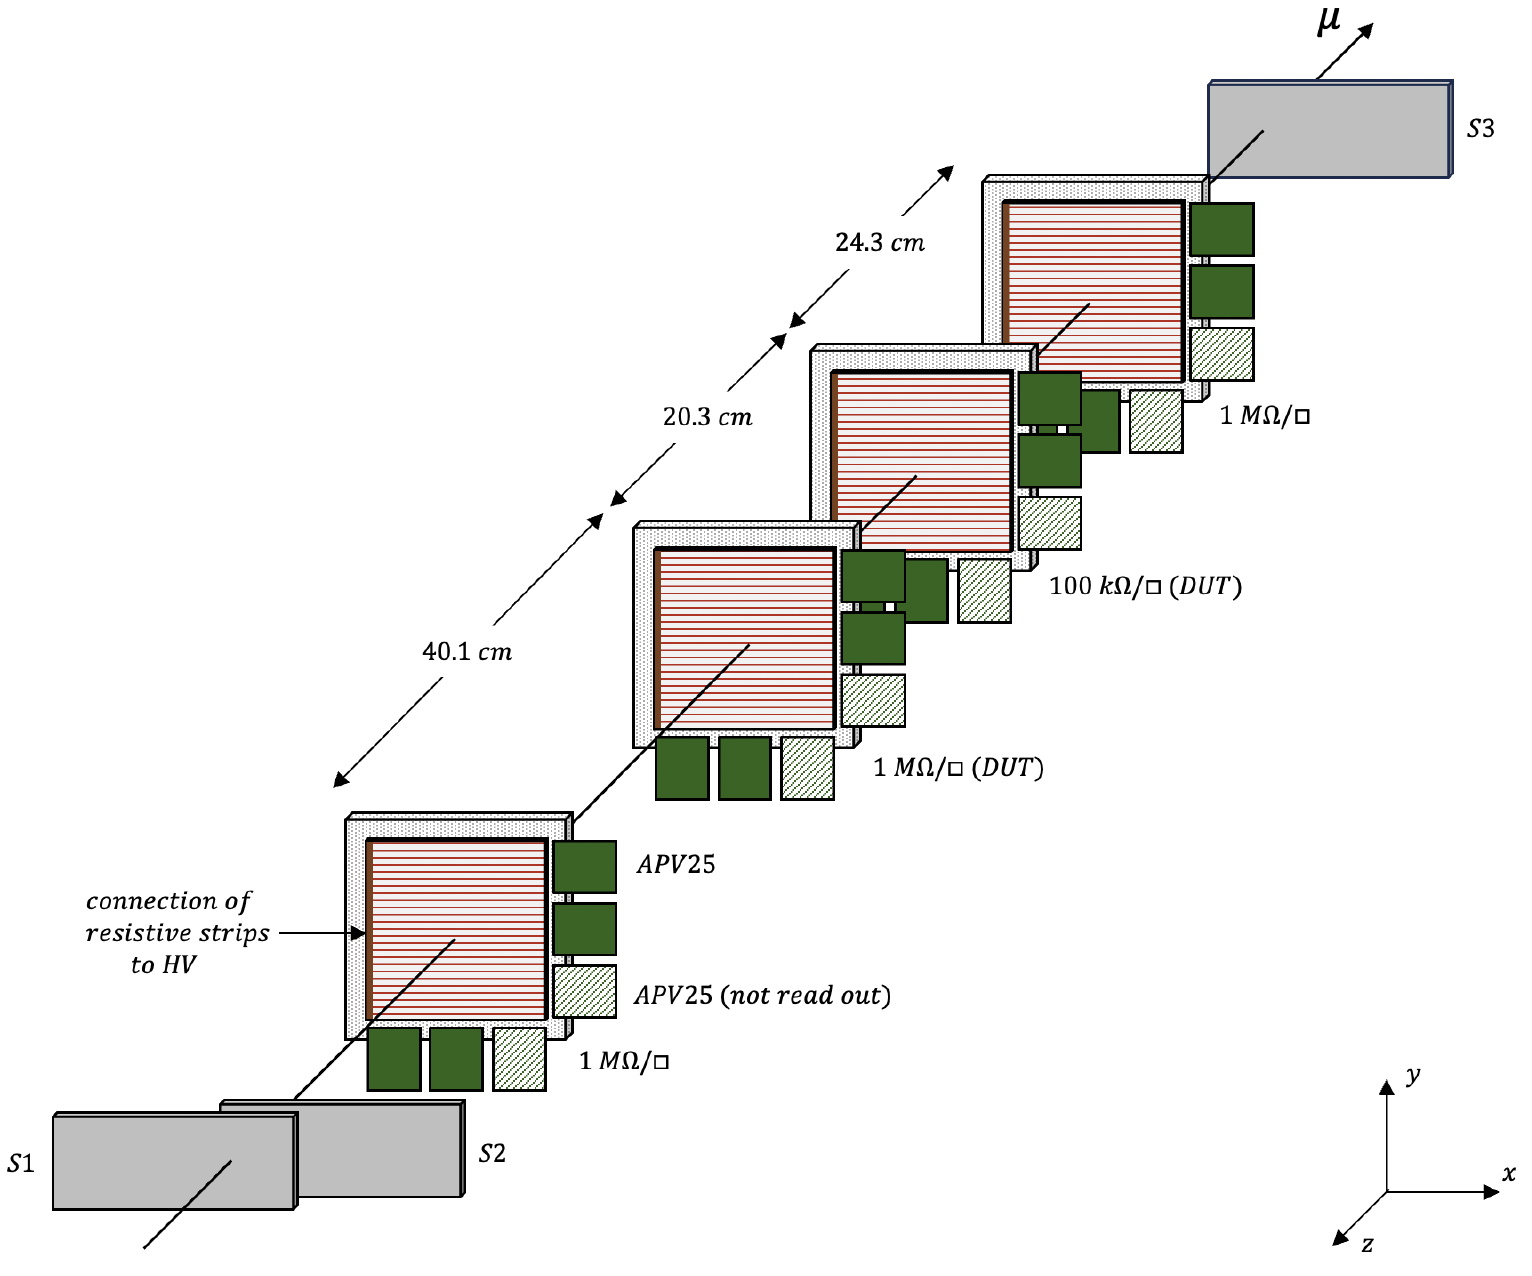 μ
S3
24.3 cm
20.3 cm
1 MΩ/□
100 kΩ/□ (DUT)
40.1 cm
1 MΩ/□ (DUT)
APV25
connection of
resistive strips
to HV
APV25 (not read out)
1 MΩ/□
S1
S2
y
x
z